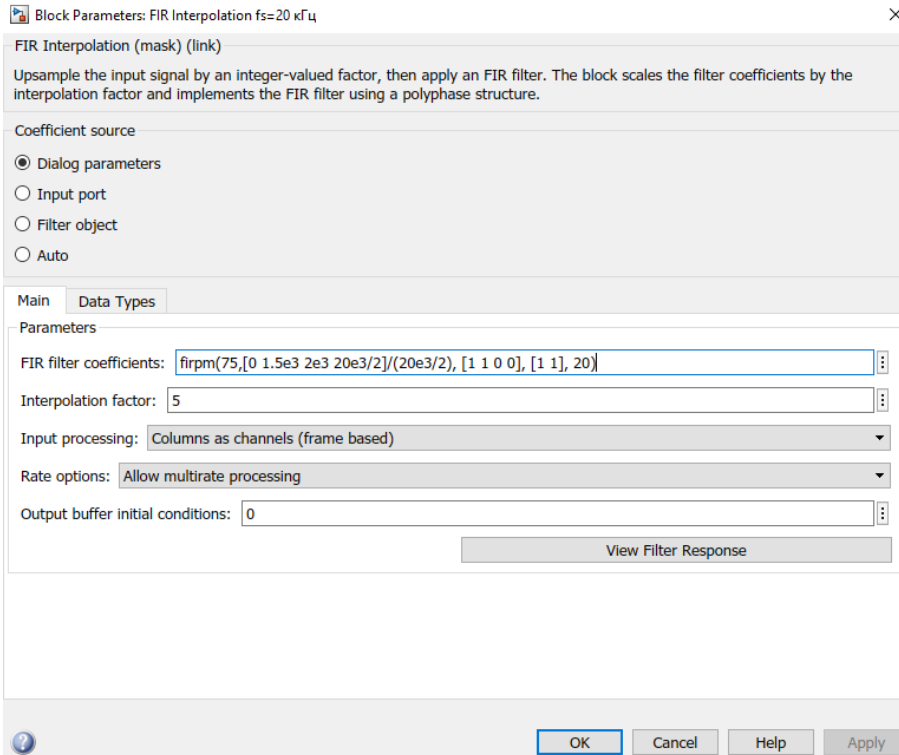 Block Parameters: FIR Interpolation fs=20 кГц
FIR Interpolation (mask) (link)
Upsample the input signal by an integer-valued factor, then apply an FIR filter. The block scales the filter coefficients by the
interpolation factor and implements the FIR filter using a polyphase structure.
Coefficient source
Dialog parameters
Input port
Filter object
Auto
Main Data Types
Parameters
FIR filter coefficients: firpm(75,[0 1.5e3 2e3 20e3/2]/(20e3/2), [1 1 0 0], [1 1], 20)
Interpolation factor: 5
Input processing: Columns as channels (frame based)
Rate options: Allow multirate processing
Output buffer initial conditions: 0
View Filter Response
OK Cancel Help Apply